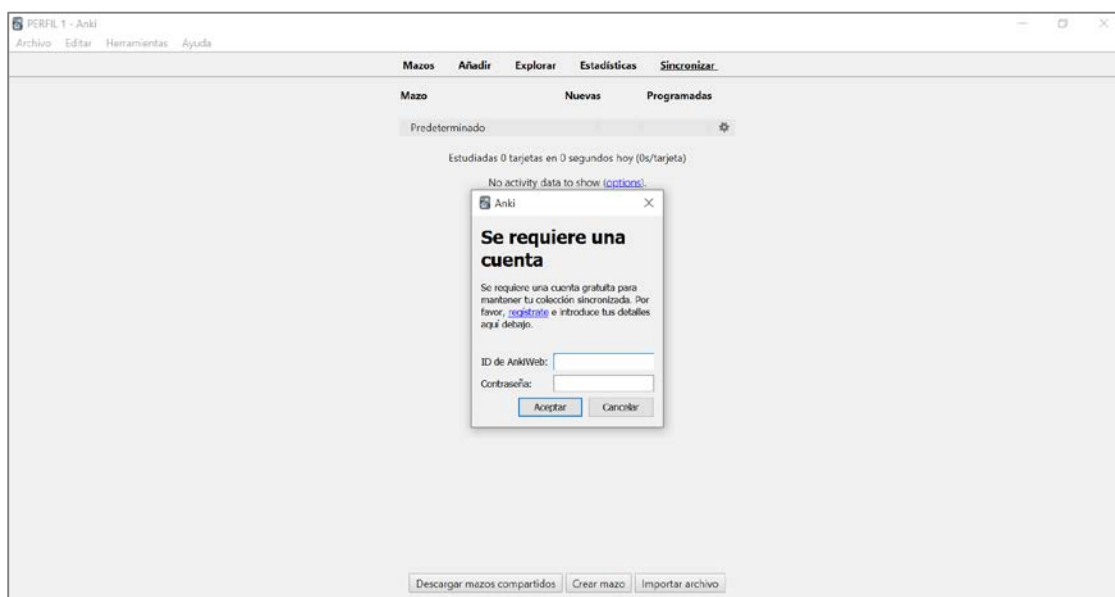 PERFIL 1 - Anki
Archivo Editar Herramientas Ayuda
Mazos Añadir Explorar Estadísticas Sincronizar
Mazo Nuevas Programadas
Predeterminado
Estudiadas 0 tarjetas en 0 segundos hoy (0s/tarjeta)
No activity data to show (options).
Anki
Se requiere una
cuenta
Se requiere una cuenta gratuita para
mantener tu colección sincronizada. Por
favor, regístrate e introduce tus detalles
aquí debajo.
ID de AnkiWeb:
Contraseña:
Aceptar Cancelar
Descargar mazos compartidos Crear mazo Importar archivo